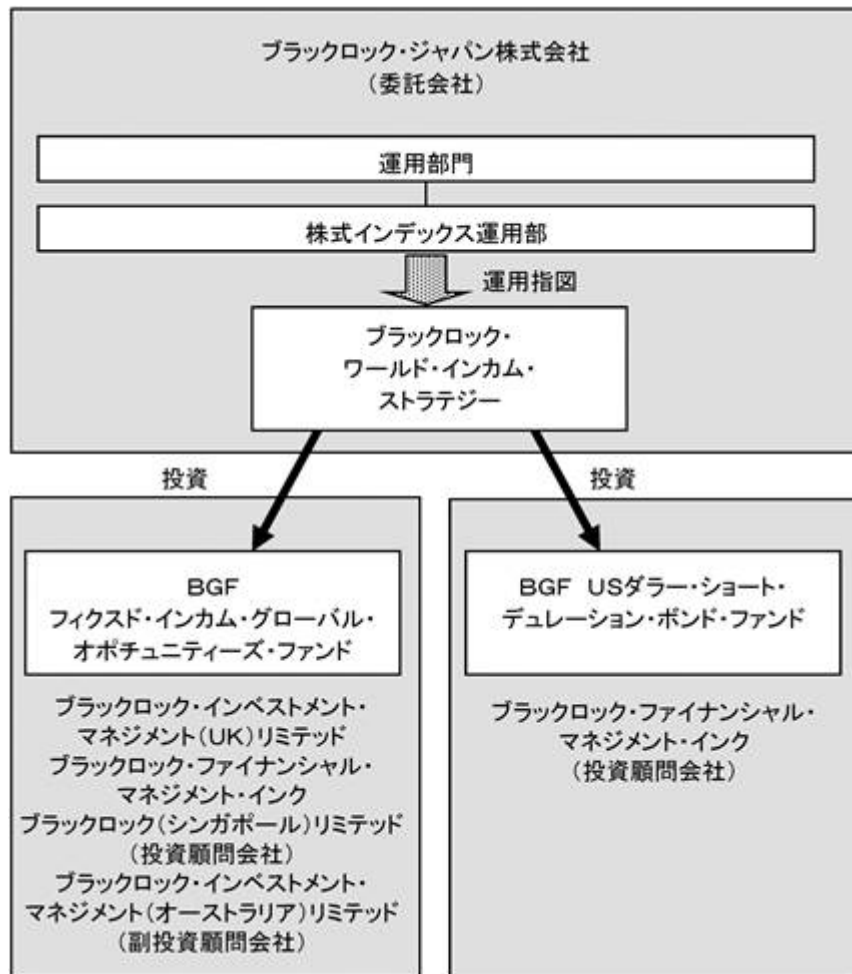 ブラックロック・ジャパン株式会社
（委託会社）
運用部門
株式インデックス運用部
運用指図
ブラックロック・
ワールド・インカム・
ストラテジー
投資
投資
ＢＧＦ
フィクスド・インカム・グローバル・
オポチュニティーズ・ファンド
ブラックロック・インベストメント・
マネジメント（ＵＫ）リミテッド
ブラックロック・ファイナンシャル・
マネジメント・インク
ブラックロック（シンガポール）リミテッド
（投資顧問会社）
ブラックロック・インベストメント・
マネジメント（オーストラリア）リミテッド
（副投資顧問会社）
ＢＧＦ　ＵＳダラー・ショート・
デュレーション・ボンド・ファンド
ブラックロック・ファイナンシャル・
マネジメント・インク
（投資顧問会社）